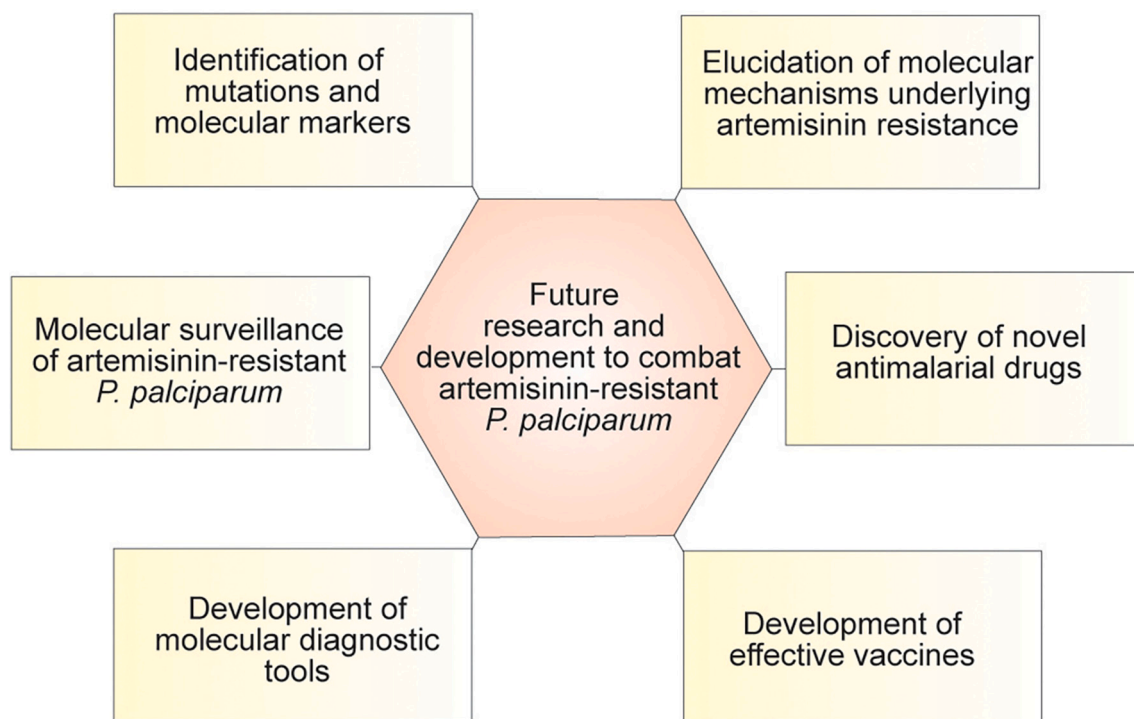 Identification of
mutations and
molecular markers
Elucidation of molecular
mechanisms underlying
artemisinin resistance
Molecular surveillance
of artemisinin-resistant
P. palciparum
Future
research and
development to combat
artemisinin-resistant
P. palciparum
Discovery of novel
antimalarial drugs
Development of
molecular diagnostic
tools
Development of
effective vaccines